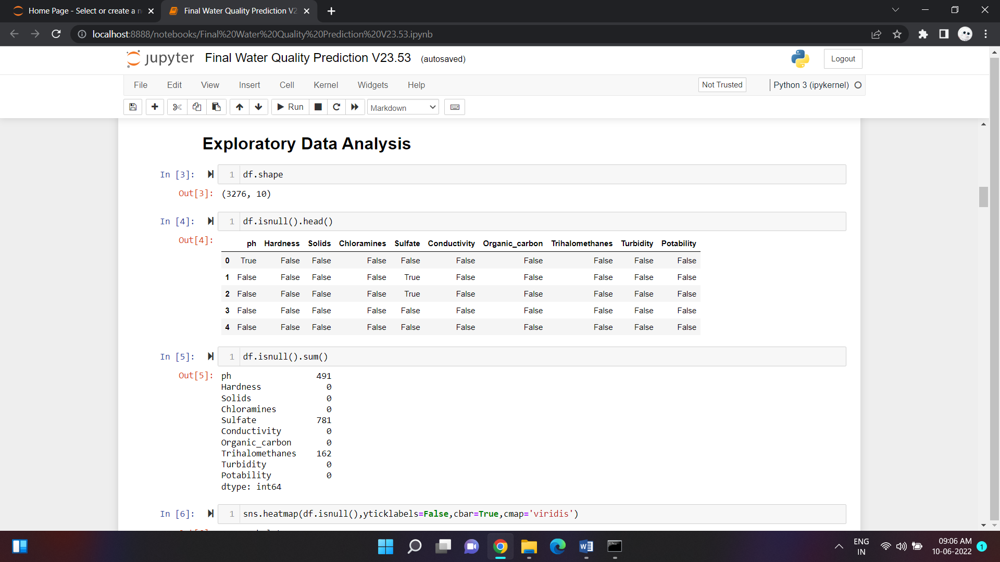 Home Page - Select or create a n
Final Water Quality Prediction V2
localhost:8888/notebooks/Final%20Water%20Quality%20Prediction%20V23.53.ipynb
jupyter Final Water Quality Prediction V23.53 (autosaved)
Logout
File Edit View Insert Cell Kernel Widgets Help
Not Trusted
Python 3 (ipykernel)
Run
Markdown
Exploratory Data Analysis
In [3]: 1 df.shape
Out[3]: (3276, 10)
In [4]: 1 df.isnull().head()
Out[4]:
ph Hardness Solids Chloramines Sulfate Conductivity Organic_carbon Trihalomethanes Turbidity Potability
0 True False False False False False False False False False
1 False False False False True False False False False False
2 False False False False True False False False False False
3 False False False False False False False False False False
4 False False False False False False False False False False
In [5]: 1 df.isnull().sum()
Out[5]: ph 491
Hardness 0
Solids 0
Chloramines 0
Sulfate 781
Conductivity 0
Organic_carbon 0
Trihalomethanes 162
Turbidity 0
Potability 0
dtype: int64
In [6]: 1 sns.heatmap(df.isnull(),yticklabels=False,cbar=True,cmap='viridis')
ENG
IN
09:06 AM
10-06-2022
1